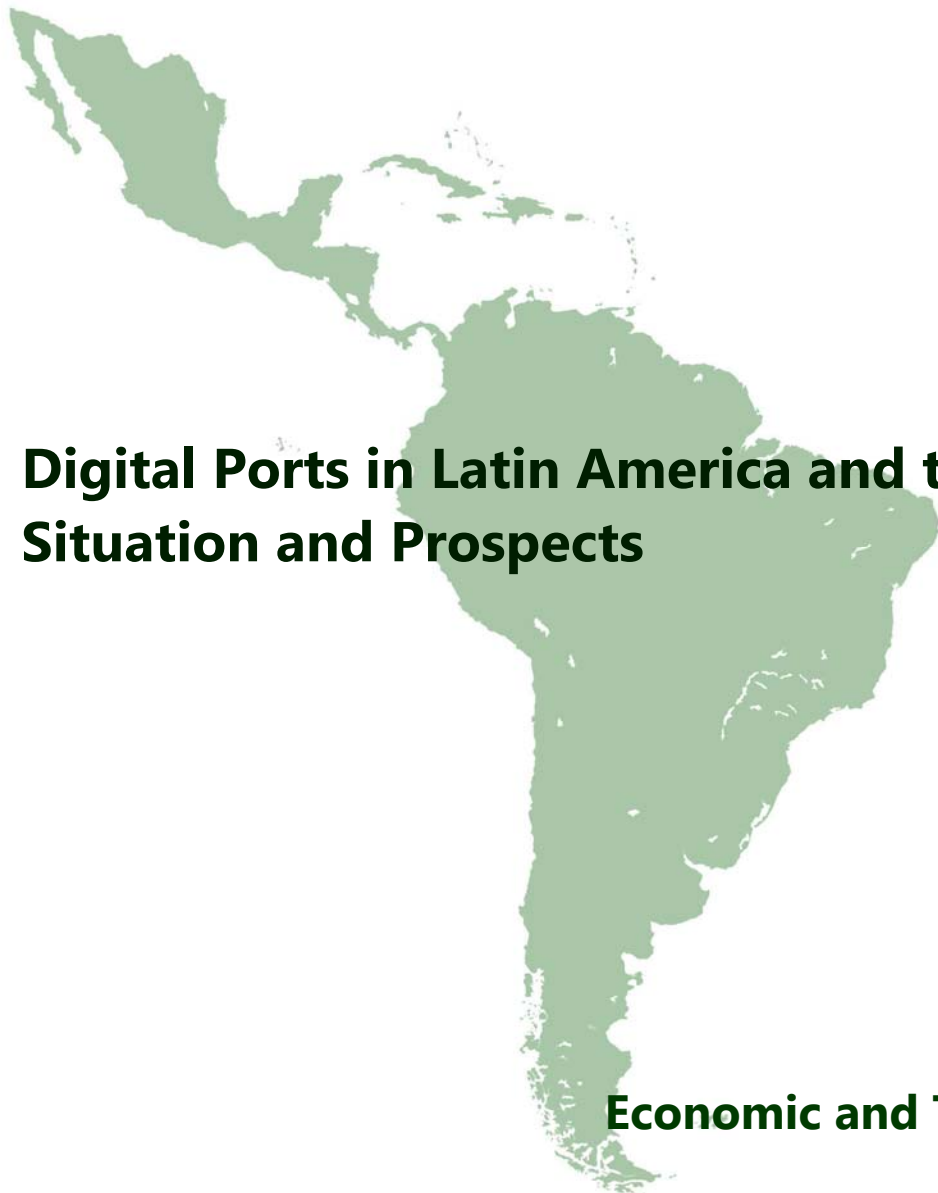 Digital Ports in Latin America and t
Situation and Prospects
Economic and T